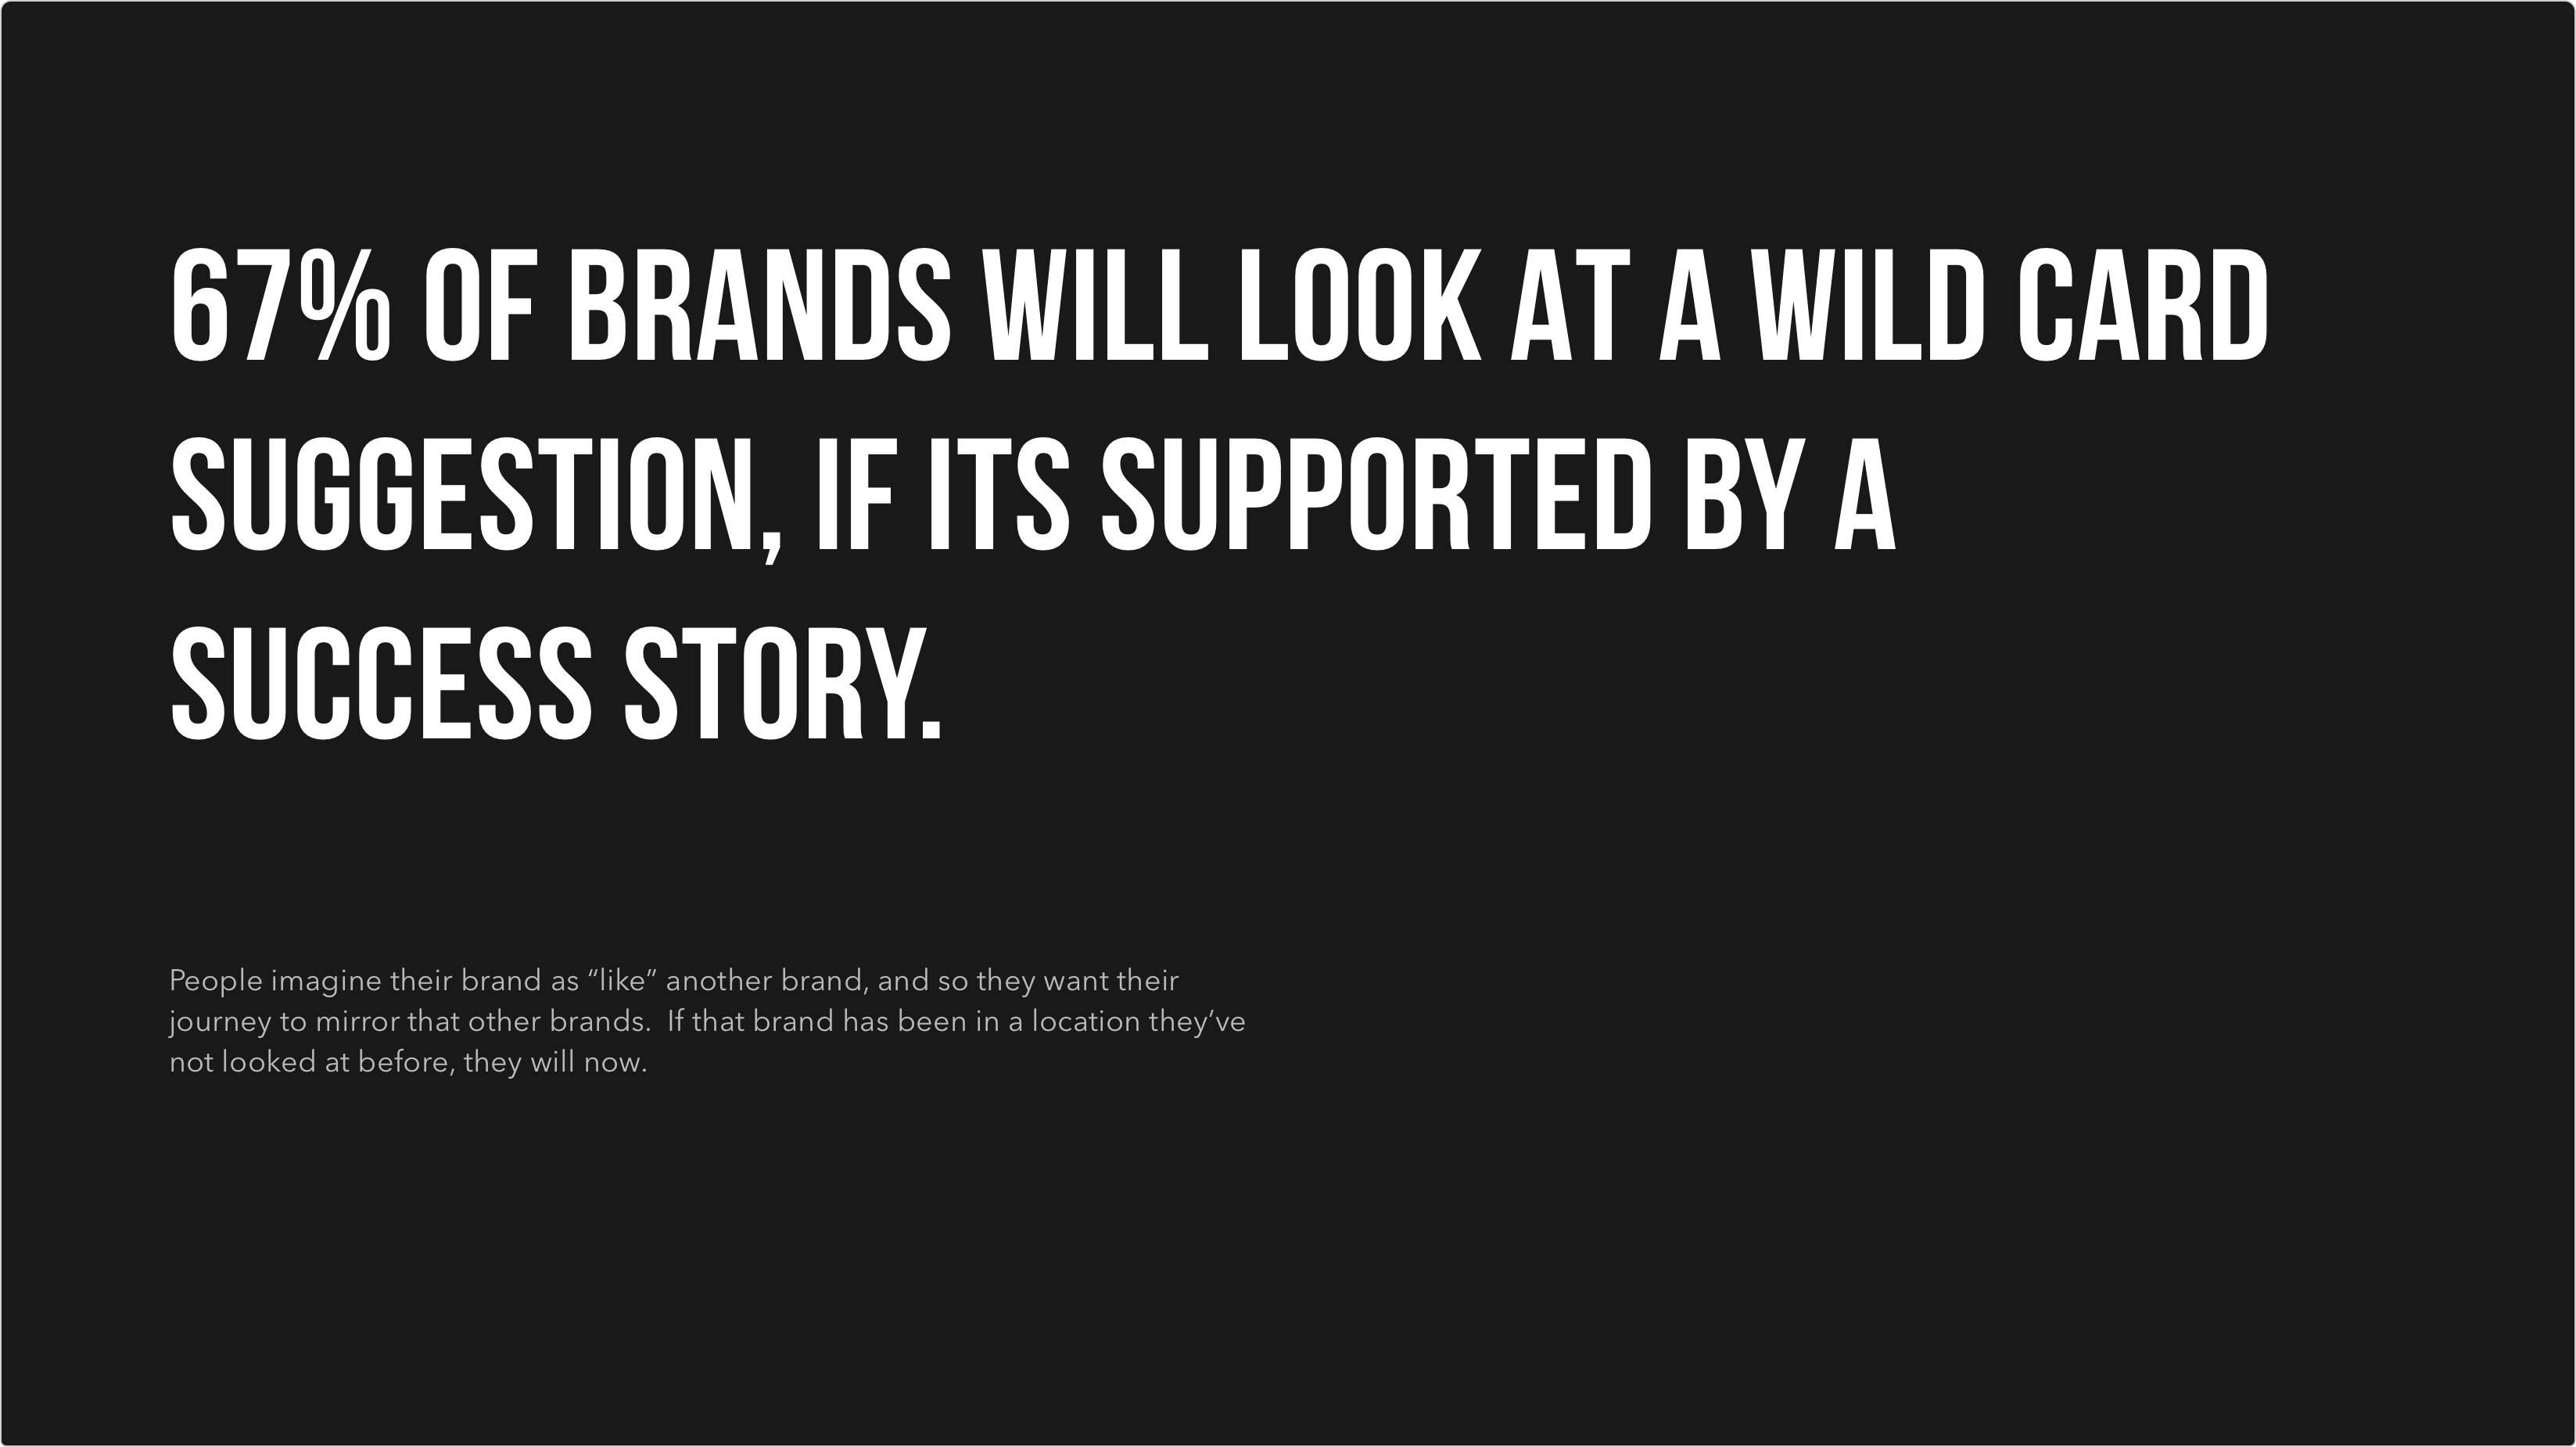 67% OF BRANDS WILL LOOK AT A WILD CARD
SUGGESTION, IF ITS SUPPORTED BY A
SUCCESS STORY.
People imagine their brand as “like” another brand, and so they want their
journey to mirror that other brands.  If that brand has been in a location they’ve
not looked at before, they will now.